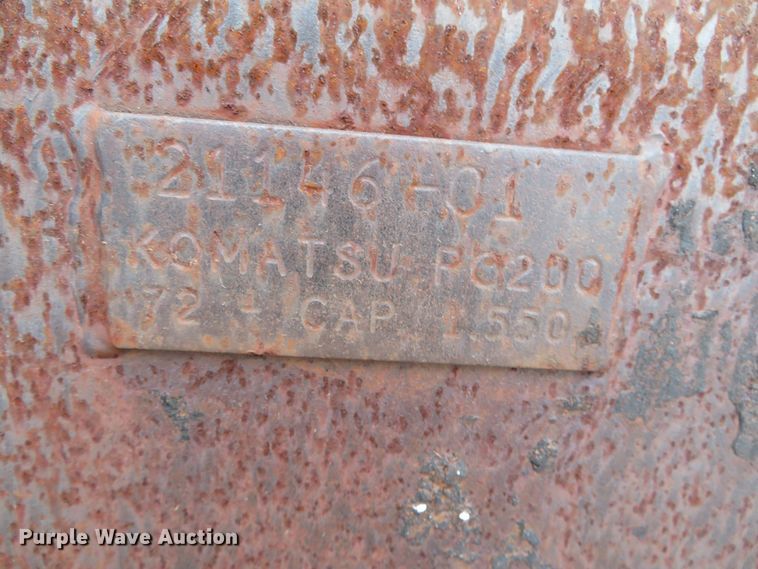 21146-01
KOMATSU PC200
72 - CAP 1.550
Purple Wave Auction